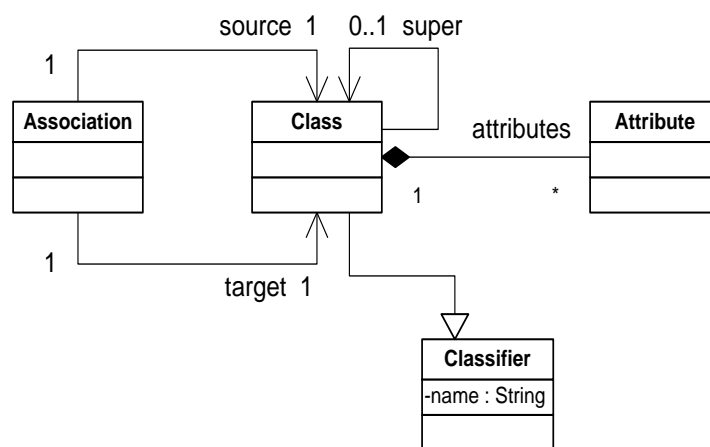 source 1
0..1 super
1
Association
Class
attributes
Attribute
1
*
1
target 1
Classifier
-name : String